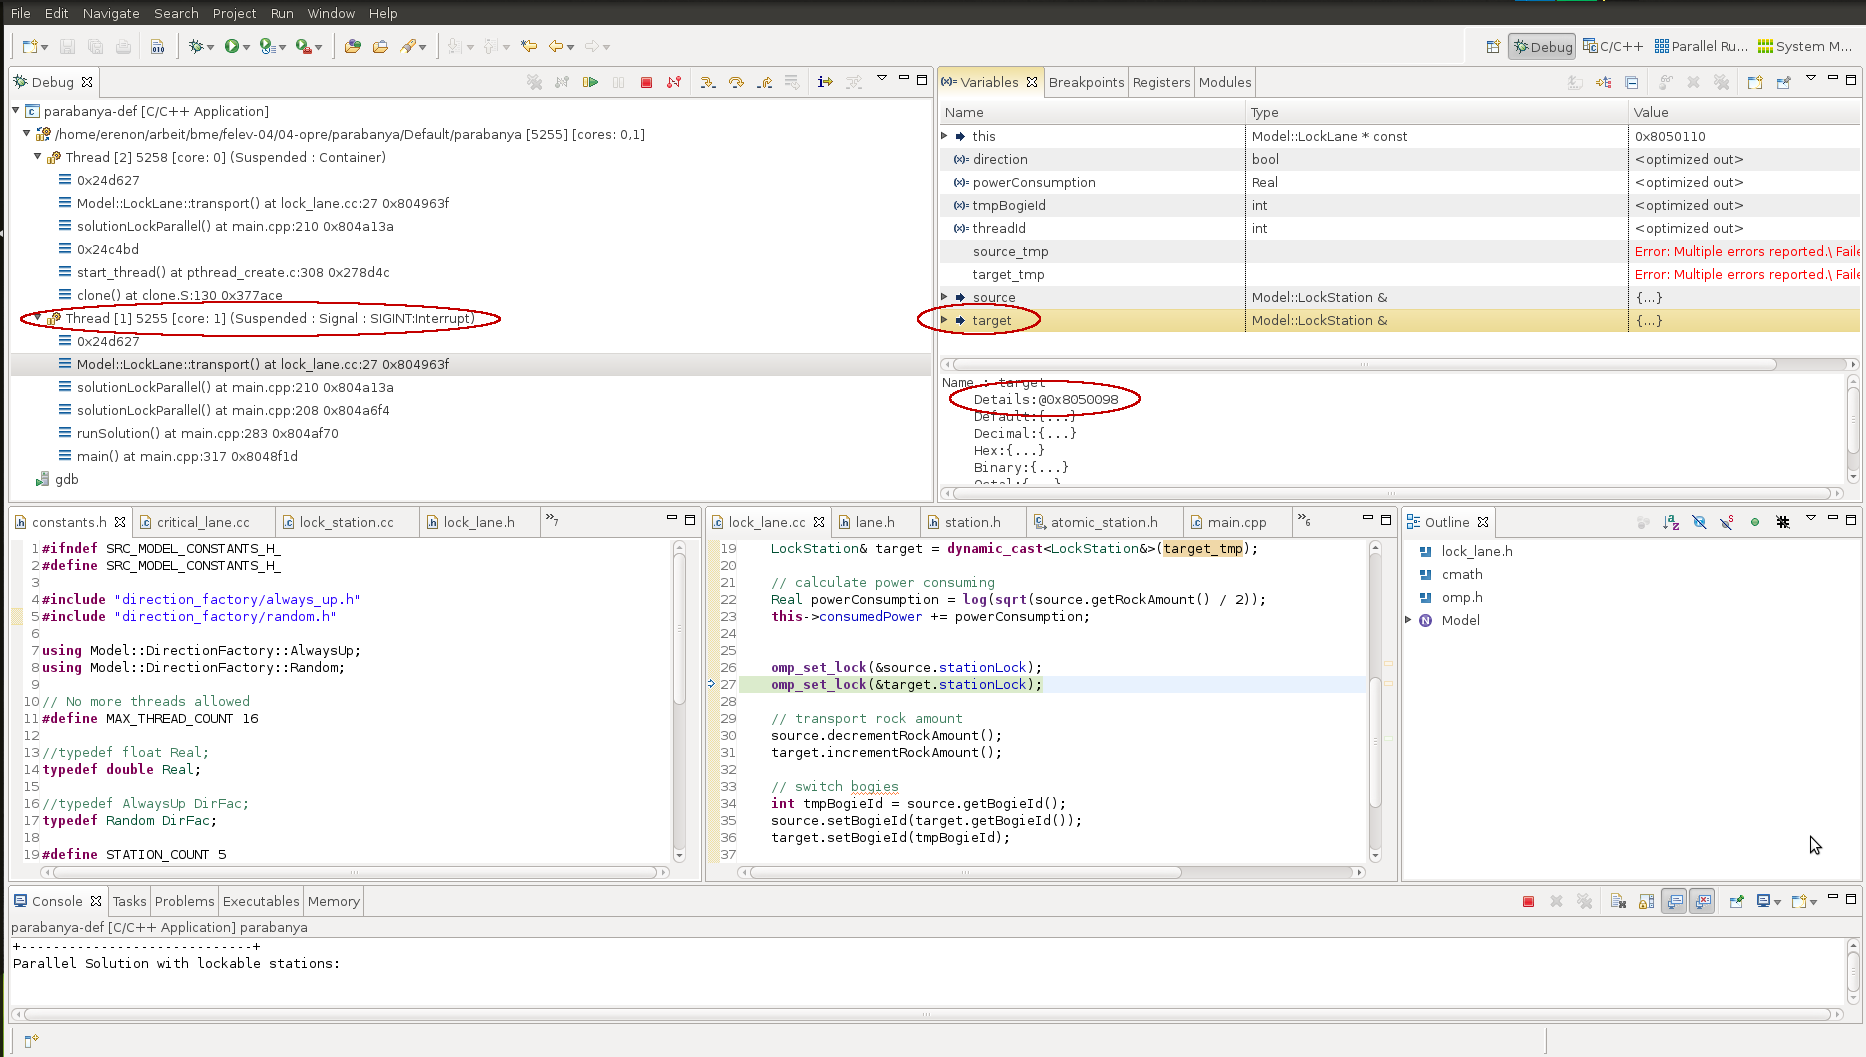 File Edit Navigate Search Project Run Window Help
Debug C/C++ Parallel Ru... System M...
Debug
parabanya-def [C/C++ Application]
/home/erenon/arbeit/bme/felev-04/04-opre/parabanya/Default/parabanya [5255] [cores: 0,1]
Thread [2] 5258 [core: 0] (Suspended : Container)
0x24d627
Model::LockLane::transport() at lock_lane.cc:27 0x804963f
solutionLockParallel() at main.cpp:210 0x804a13a
0x24c4bd
start_thread() at pthread_create.c:308 0x278d4c
clone() at clone.S:130 0x377ace
Thread [1] 5255 [core: 1] (Suspended : Signal : SIGINT:Interrupt)
0x24d627
Model::LockLane::transport() at lock_lane.cc:27 0x804963f
solutionLockParallel() at main.cpp:210 0x804a13a
solutionLockParallel() at main.cpp:208 0x804a6f4
runSolution() at main.cpp:283 0x804af70
main() at main.cpp:317 0x8048f1d
gdb
Variables Breakpoints Registers Modules
Name Type Value
this Model::LockLane * const 0x8050110
direction bool <optimized out>
powerConsumption Real <optimized out>
tmpBogieId int <optimized out>
threadId int <optimized out>
source_tmp Error: Multiple errors reported.\ Faile
target_tmp Error: Multiple errors reported.\ Faile
source Model::LockStation & {...}
target Model::LockStation & {...}
Name : target
Details:@0x8050098
Default:{...}
Decimal:{...}
Hex:{...}
Binary:{...}
Octal:{...}
constants.h critical_lane.cc lock_station.cc lock_lane.h 7
1 #ifndef SRC_MODEL_CONSTANTS_H_
2 #define SRC_MODEL_CONSTANTS_H_
3
4 #include "direction_factory/always_up.h"
5 #include "direction_factory/random.h"
6
7 using Model::DirectionFactory::AlwaysUp;
8 using Model::DirectionFactory::Random;
9
10 // No more threads allowed
11 #define MAX_THREAD_COUNT 16
12
13 //typedef float Real;
14 typedef double Real;
15
16 //typedef AlwaysUp DirFac;
17 typedef Random DirFac;
18
19 #define STATION_COUNT 5
lock_lane.cc lane.h station.h atomic_station.h main.cpp 6
19 LockStation& target = dynamic_cast<LockStation&>(target_tmp);
20
21 // calculate power consuming
22 Real powerConsumption = log(sqrt(source.getRockAmount() / 2));
23 this->consumedPower += powerConsumption;
24
25
26 omp_set_lock(&source.stationLock);
27 omp_set_lock(&target.stationLock);
28
29 // transport rock amount
30 source.decrementRockAmount();
31 target.incrementRockAmount();
32
33 // switch bogies
34 int tmpBogieId = source.getBogieId();
35 source.setBogieId(target.getBogieId());
36 target.setBogieId(tmpBogieId);
37
Outline
lock_lane.h
cmath
omp.h
Model
Console Tasks Problems Executables Memory
parabanya-def [C/C++ Application] parabanya
+-----------------------------+
Parallel Solution with lockable stations: